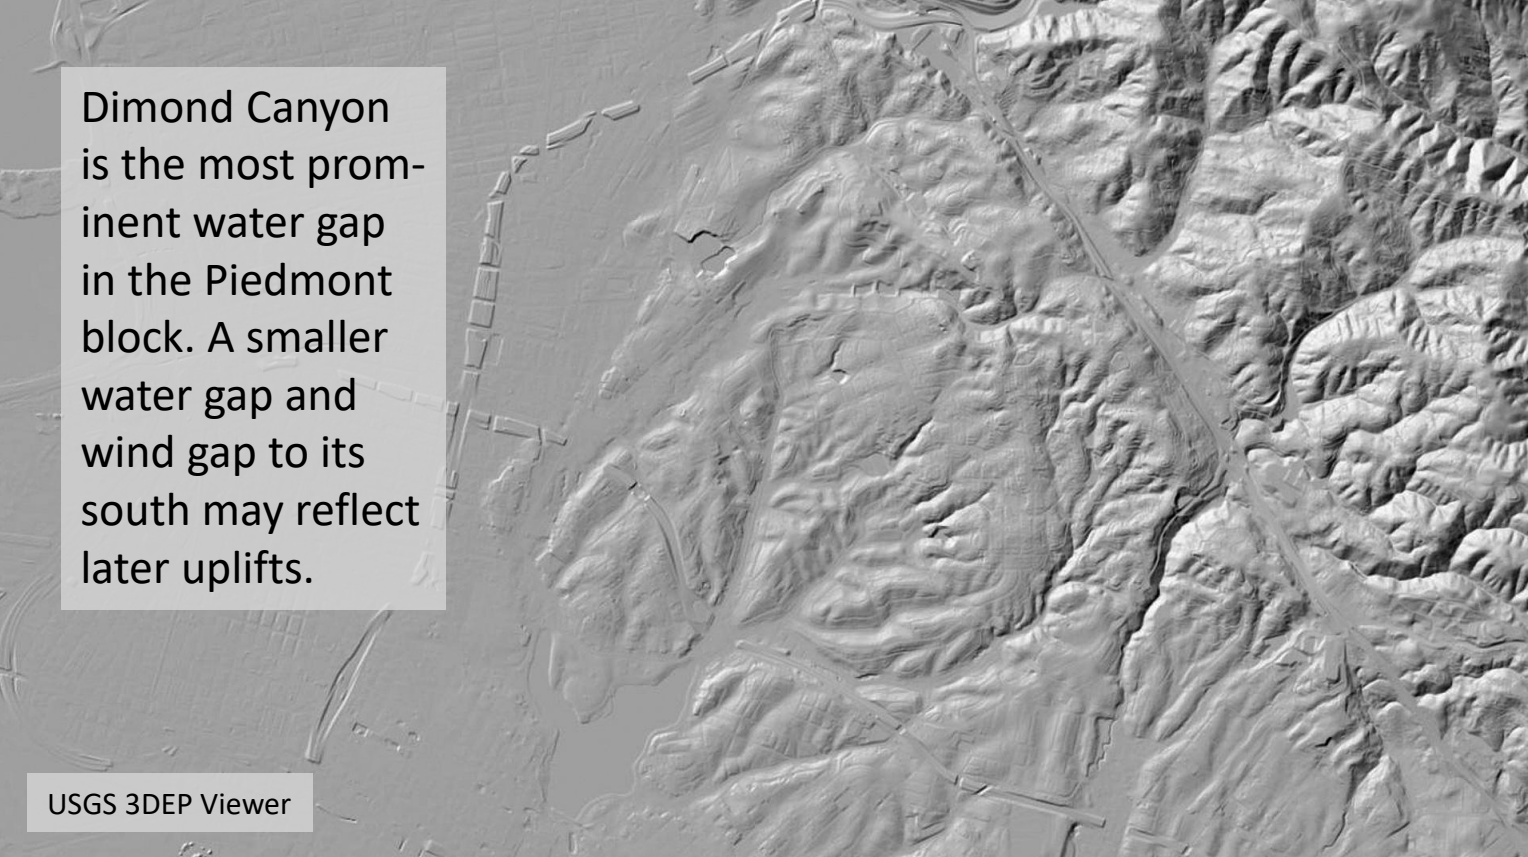 Dimond Canyon
is the most prom-
inent water gap
in the Piedmont
block. A smaller
water gap and
wind gap to its
south may reflect
later uplifts.
USGS 3DEP Viewer